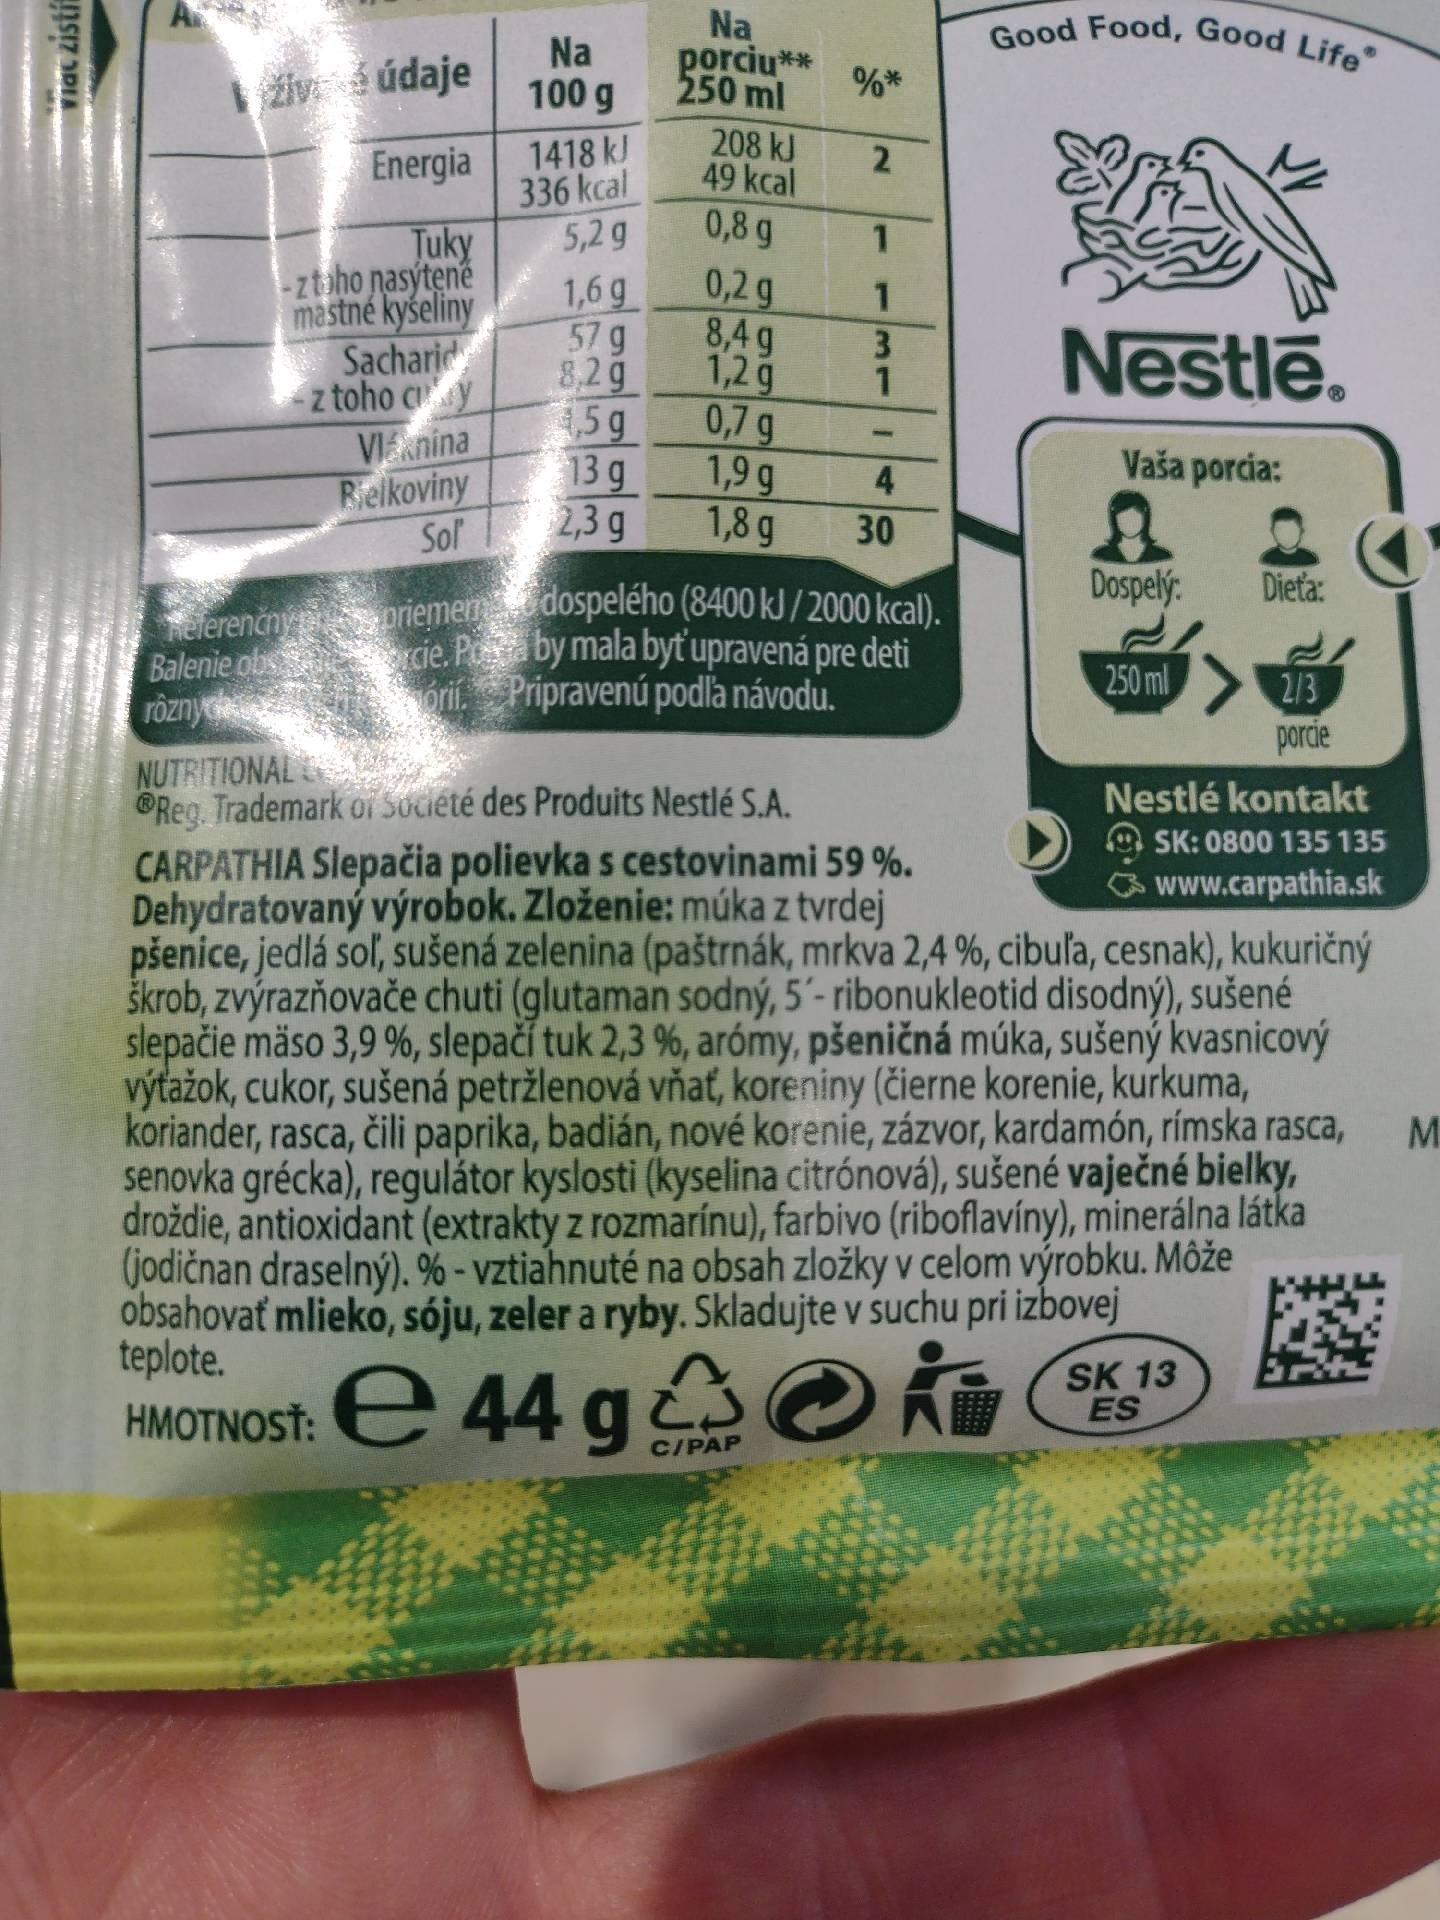 Viac zistí
Good Food, Good Life®
údaje
Na
100 g
Na
porciu**
250 ml
%*
Energia 1418 kJ 208 kJ 2
336 kcal 49 kcal
Tuky 5,2 g 0,8 g 1
- z toho nasýtené
mastné kyseliny 1,6 g 0,2 g 1
57 g 8,4 g 3
- z toho cukry 8,2 g 1,2 g 1
Vláknina 0,7 g –
Bielkoviny 13 g 1,9 g 4
Soľ 1,8 g 30
dospelého (8400 kJ / 2000 kcal).
Balenie by mala byť upravená pre deti
Pripravenú podľa návodu.
Nestlé®
Vaša porcia:
Dospelý: Dieťa:
250 ml > 2/3
porcie
Nestlé kontakt
SK: 0800 135 135
www.carpathia.sk
NUTRITIONAL
®Reg. Trademark of Société des Produits Nestlé S.A.
CARPATHIA Slepačia polievka s cestovinami 59 %.
Dehydratovaný výrobok. Zloženie: múka z tvrdej
pšenice, jedlá soľ, sušená zelenina (paštrnák, mrkva 2,4 %, cibuľa, cesnak), kukuričný
škrob, zvýrazňovače chuti (glutaman sodný, 5´- ribonukleotid disodný), sušené
slepačie mäso 3,9 %, slepačí tuk 2,3 %, arómy, pšeničná múka, sušený kvasnicový
výťažok, cukor, sušená petržlenová vňať, koreniny (čierne korenie, kurkuma,
koriander, rasca, čili paprika, badián, nové korenie, zázvor, kardamón, rímska rasca,
senovka grécka), regulátor kyslosti (kyselina citrónová), sušené vaječné bielky,
droždie, antioxidant (extrakty z rozmarínu), farbivo (riboflavíny), minerálna látka
(jodičnan draselný). % - vztiahnuté na obsah zložky v celom výrobku. Môže
obsahovať mlieko, sóju, zeler a ryby. Skladujte v suchu pri izbovej
teplote.
HMOTNOSŤ: e 44 g
C/PAP
SK 13
ES
M